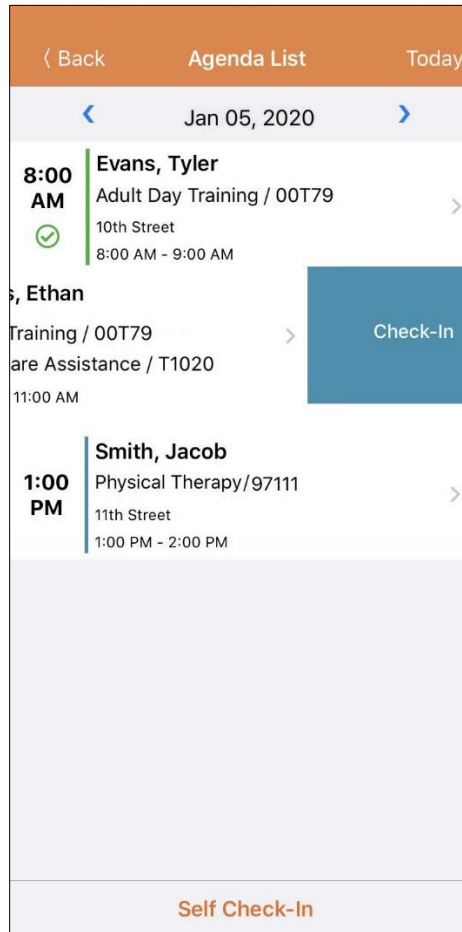 Back Agenda List Today
Jan 05, 2020
8:00 AM
Evans, Tyler
Adult Day Training / 00T79
10th Street
8:00 AM - 9:00 AM
Ethan
Training / 00T79
Assistance / T1020
11:00 AM
Check-In
1:00 PM
Smith, Jacob
Physical Therapy/97111
11th Street
1:00 PM - 2:00 PM
Self Check-In